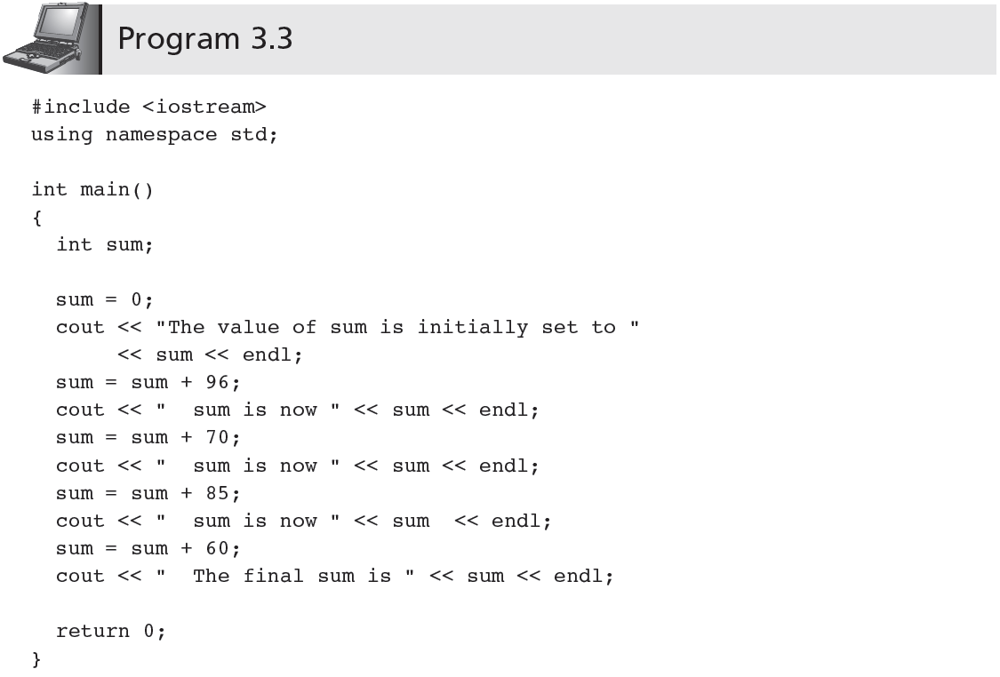 Program 3.3
#include <iostream>
using namespace std;
int main()
{
  int sum;
  sum = 0;
  cout << "The value of sum is initially set to "
       << sum << endl;
  sum = sum + 96;
  cout << "  sum is now " << sum << endl;
  sum = sum + 70;
  cout << "  sum is now " << sum << endl;
  sum = sum + 85;
  cout << "  sum is now " << sum  << endl;
  sum = sum + 60;
  cout << "  The final sum is " << sum << endl;
  return 0;
}